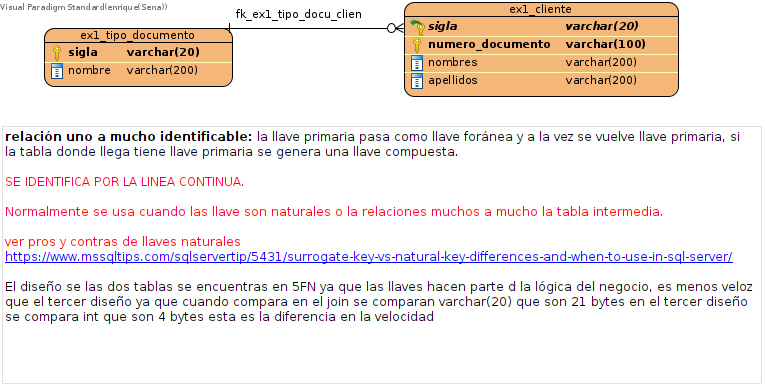 Visual Paradigm Standard(enrique(Sena))
fk_ex1_tipo_docu_clien
ex1_tipo_documento
sigla varchar(20)
nombre varchar(200)
ex1_cliente
sigla varchar(20)
numero_documento varchar(100)
nombres varchar(200)
apellidos varchar(200)
relación uno a mucho identificable: la llave primaria pasa como llave foránea y a la vez se vuelve llave primaria, si
la tabla donde llega tiene llave primaria se genera una llave compuesta.
SE IDENTIFICA POR LA LINEA CONTINUA.
Normalmente se usa cuando las llave son naturales o la relaciones muchos a mucho la tabla intermedia.
ver pros y contras de llaves naturales
https://www.mssqltips.com/sqlservertip/5431/surrogate-key-vs-natural-key-differences-and-when-to-use-in-sql-server/
El diseño se las dos tablas se encuentras en 5FN ya que las llaves hacen parte d la lógica del negocio, es menos veloz
que el tercer diseño ya que cuando compara en el join se comparan varchar(20) que son 21 bytes en el tercer diseño
se compara int que son 4 bytes esta es la diferencia en la velocidad